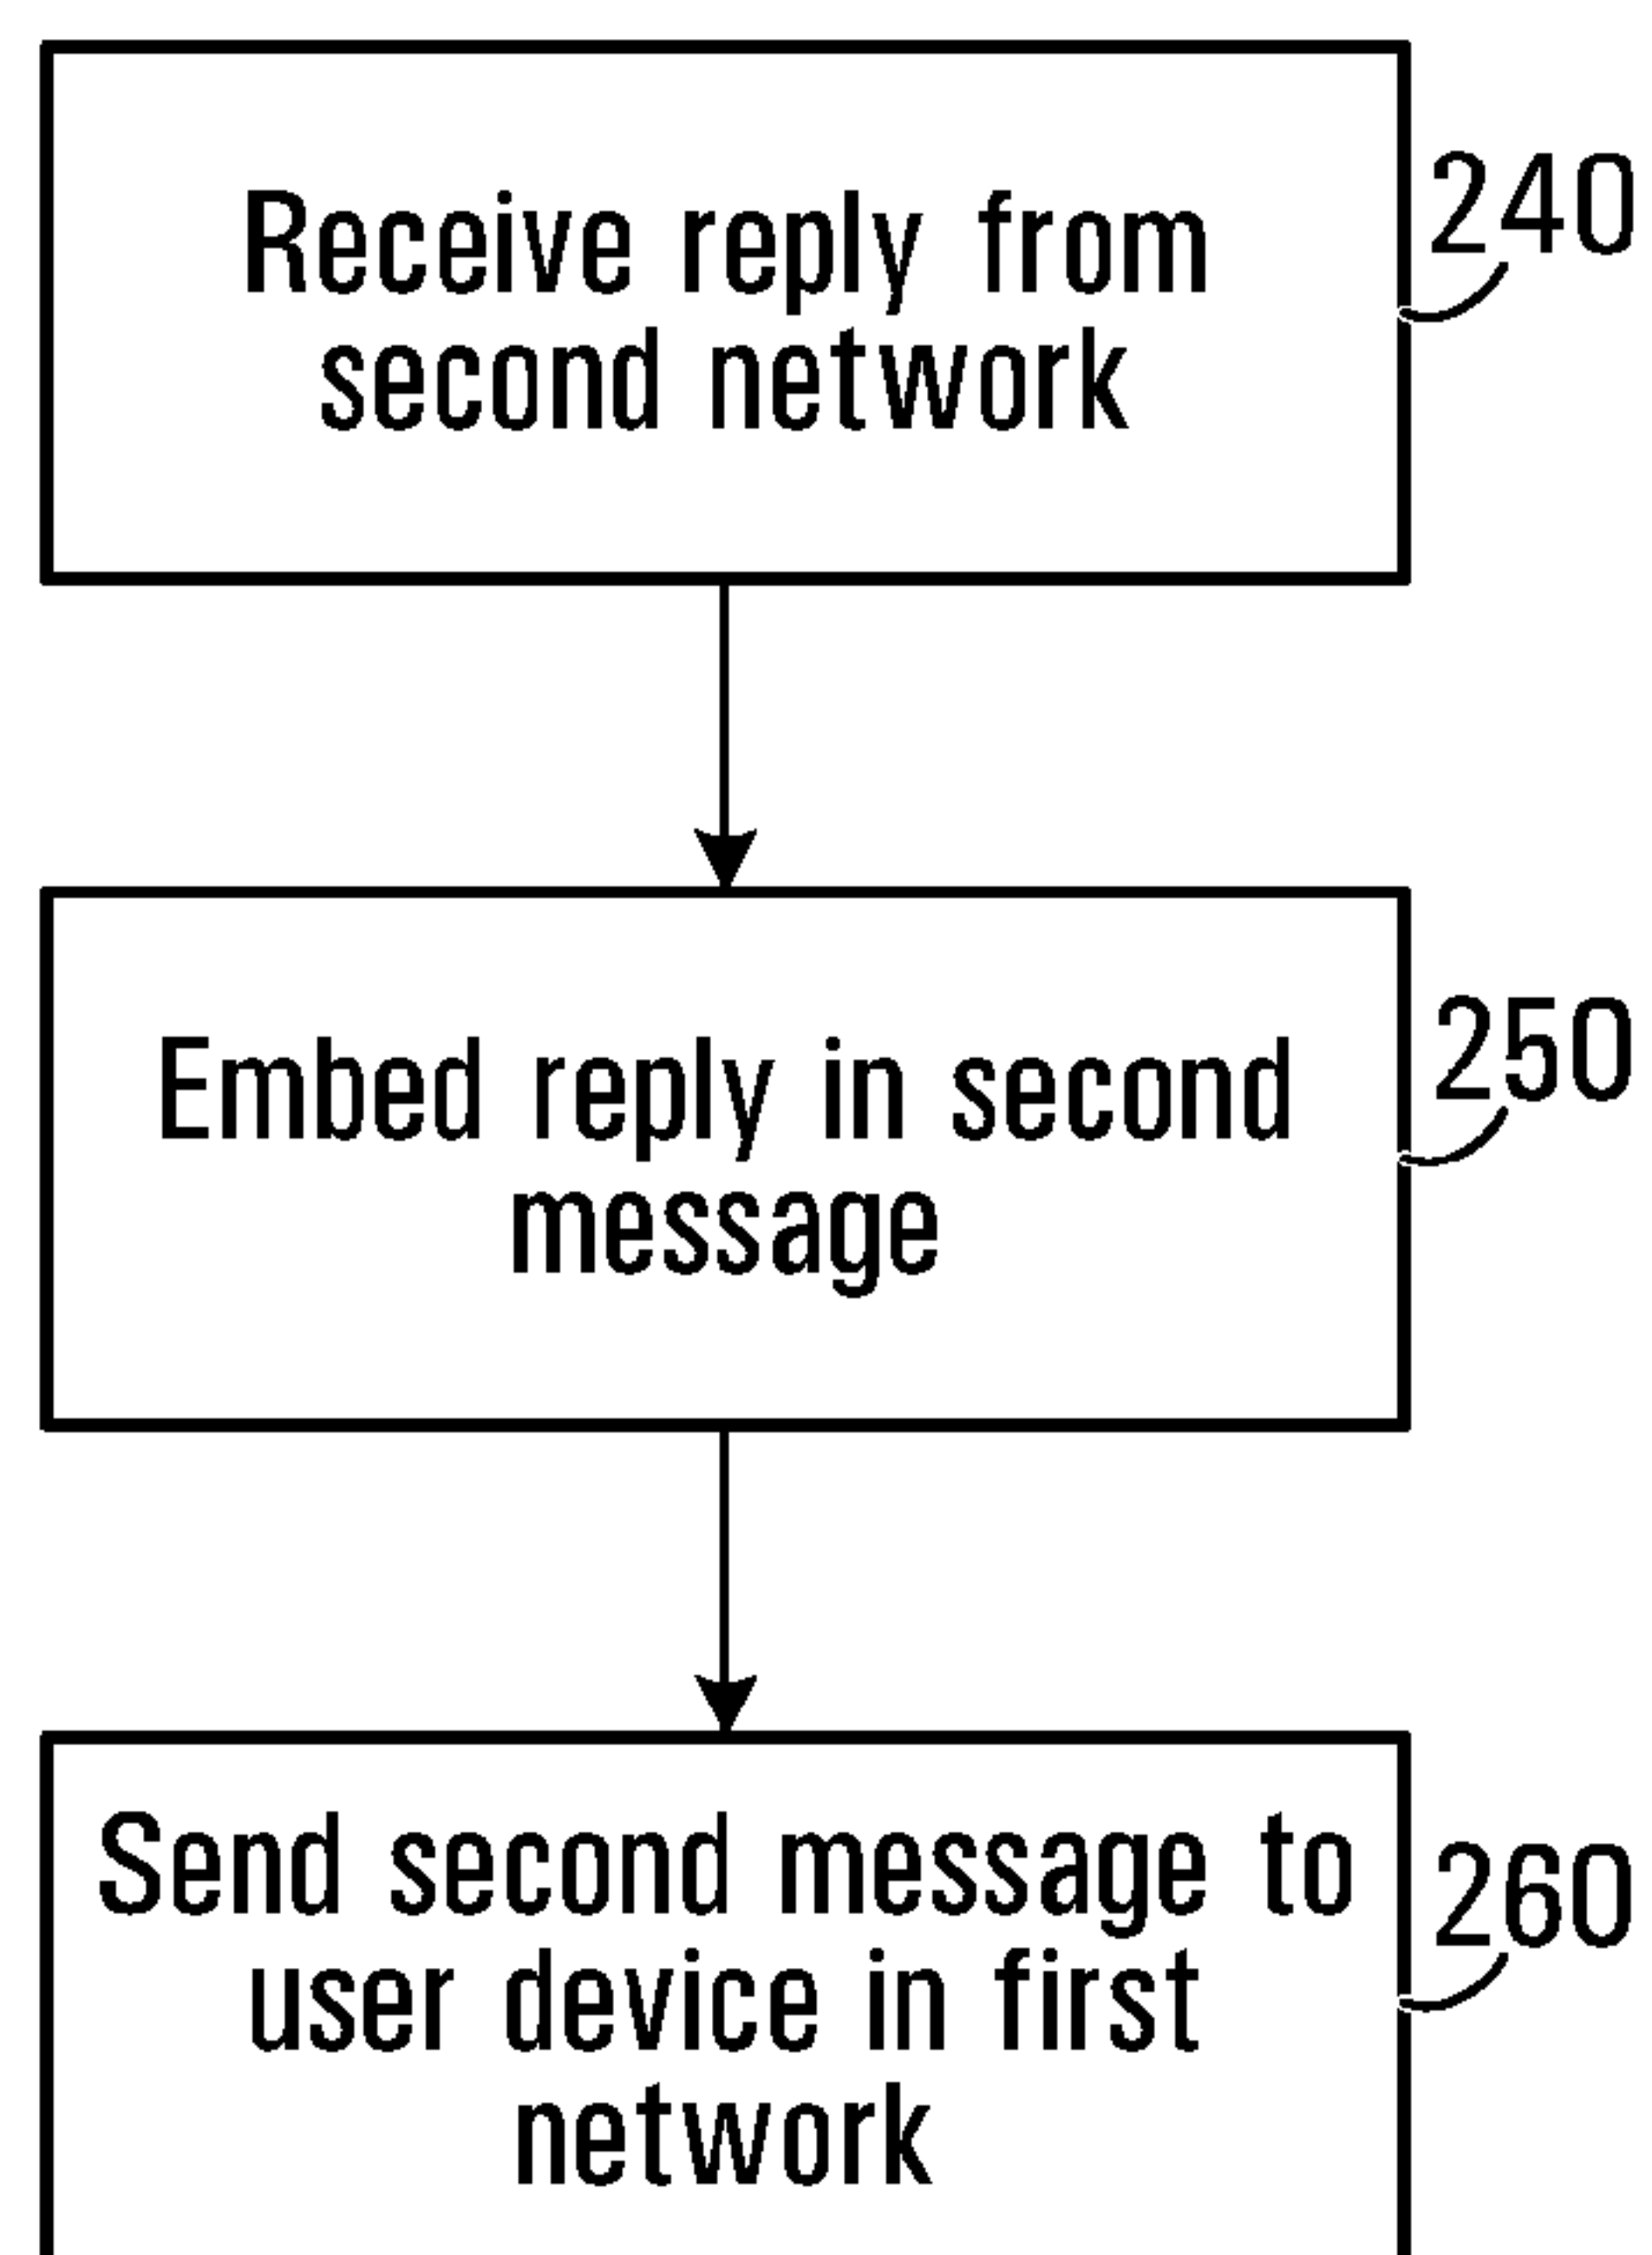 Receive reply from
second network
240
Embed reply in second
message
250
Send second message to
user device in first
network
260